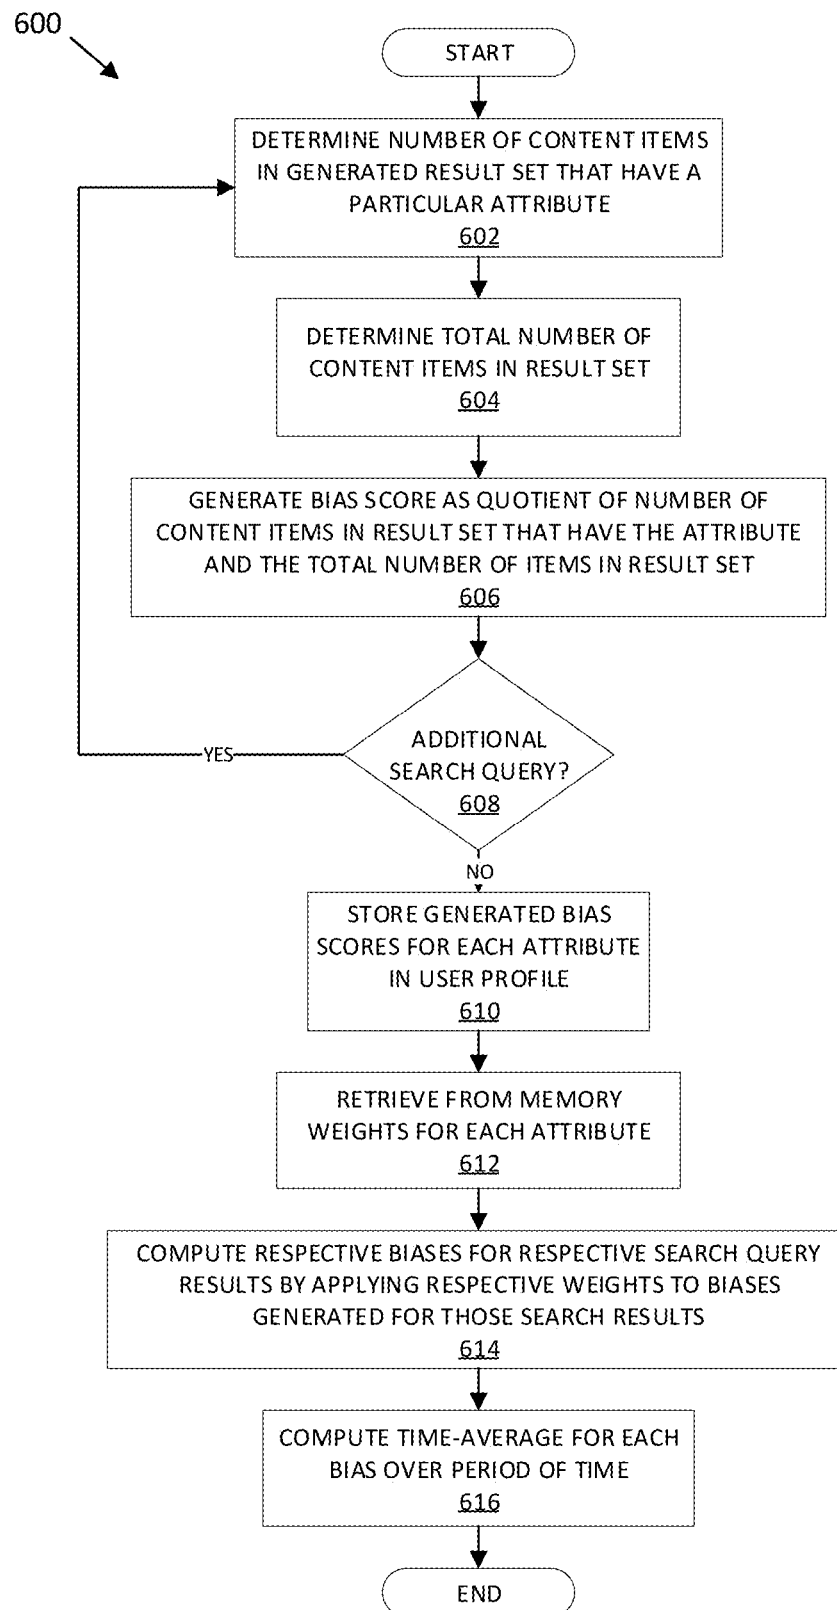 600
START
DETERMINE NUMBER OF CONTENT ITEMS
IN GENERATED RESULT SET THAT HAVE A
PARTICULAR ATTRIBUTE
602
DETERMINE TOTAL NUMBER OF
CONTENT ITEMS IN RESULT SET
604
GENERATE BIAS SCORE AS QUOTIENT OF NUMBER OF
CONTENT ITEMS IN RESULT SET THAT HAVE THE ATTRIBUTE
AND THE TOTAL NUMBER OF ITEMS IN RESULT SET
606
YES
ADDITIONAL
SEARCH QUERY?
608
NO
STORE GENERATED BIAS
SCORES FOR EACH ATTRIBUTE
IN USER PROFILE
610
RETRIEVE FROM MEMORY
WEIGHTS FOR EACH ATTRIBUTE
612
COMPUTE RESPECTIVE BIASES FOR RESPECTIVE SEARCH QUERY
RESULTS BY APPLYING RESPECTIVE WEIGHTS TO BIASES
GENERATED FOR THOSE SEARCH RESULTS
614
COMPUTE TIME-AVERAGE FOR EACH
BIAS OVER PERIOD OF TIME
616
END